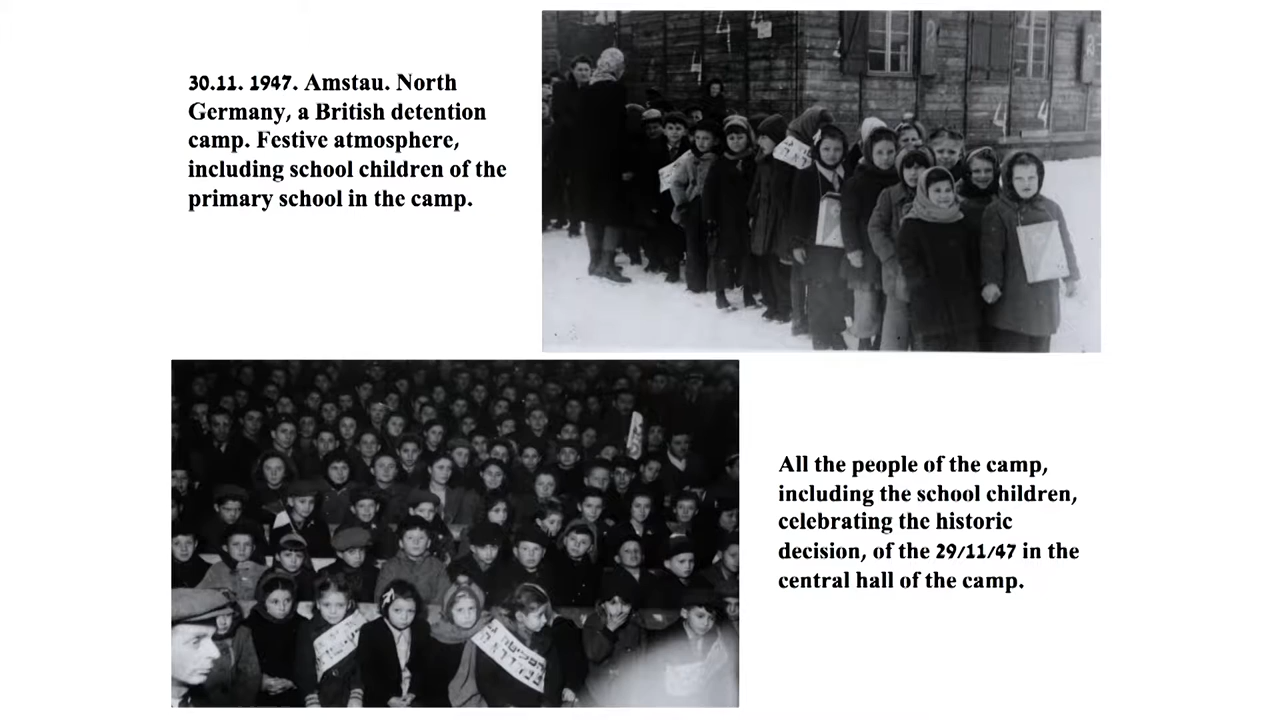 30.11. 1947. Amstau. North
Germany, a British detention
camp. Festive atmosphere,
including school children of the
primary school in the camp.
All the people of the camp,
including the school children,
celebrating the historic
decision, of the 29/11/47 in the
central hall of the camp.